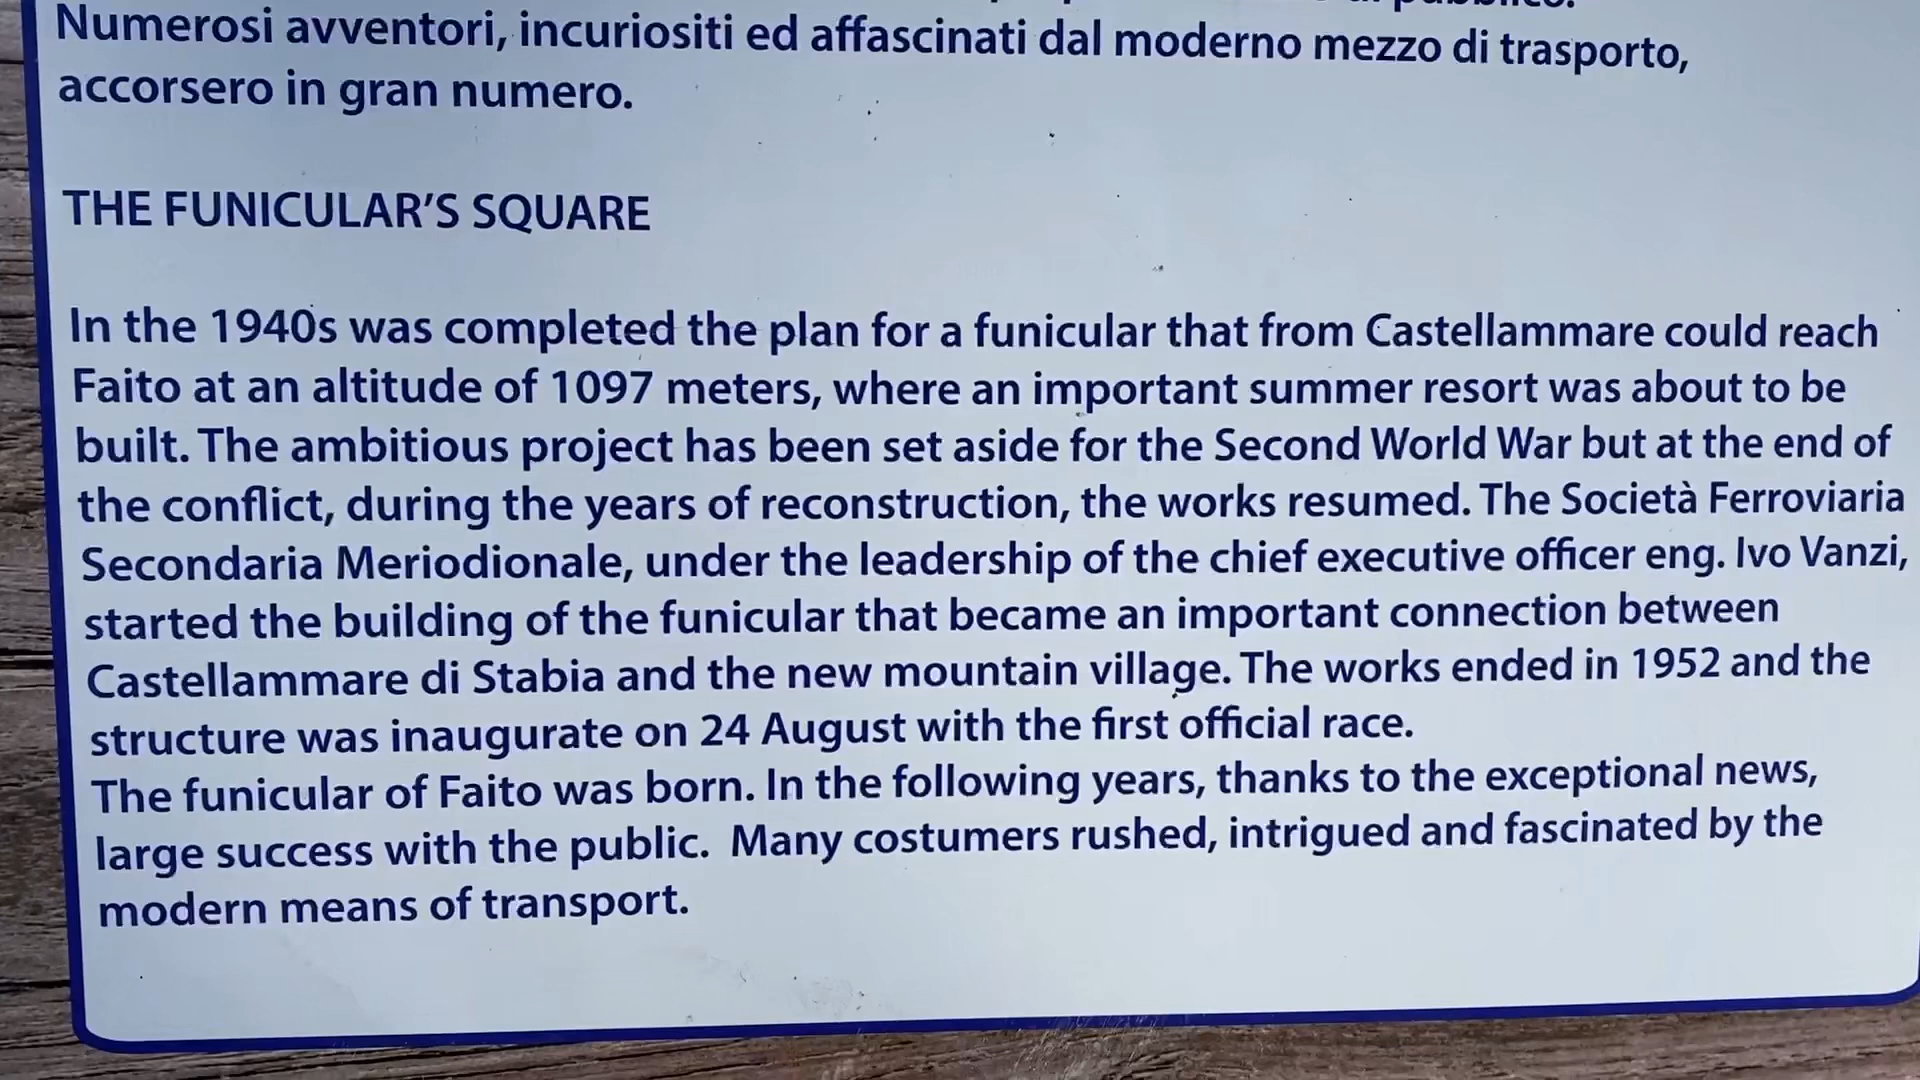 pubblico.
Numerosi avventori, incuriositi ed affascinati dal moderno mezzo di trasporto,
accorsero in gran numero.
THE FUNICULAR'S SQUARE
In the 1940s was completed the plan for a funicular that from Castellammare could reach
Faito at an altitude of 1097 meters, where an important summer resort was about to be
built. The ambitious project has been set aside for the Second World War but at the end of
the conflict, during the years of reconstruction, the works resumed. The Società Ferroviaria
Secondaria Meriodionale, under the leadership of the chief executive officer eng. Ivo Vanzi,
started the building of the funicular that became an important connection between
Castellammare di Stabia and the new mountain village. The works ended in 1952 and the
structure was inaugurate on 24 August with the first official race.
The funicular of Faito was born. In the following years, thanks to the exceptional news,
large success with the public.  Many costumers rushed, intrigued and fascinated by the
modern means of transport.